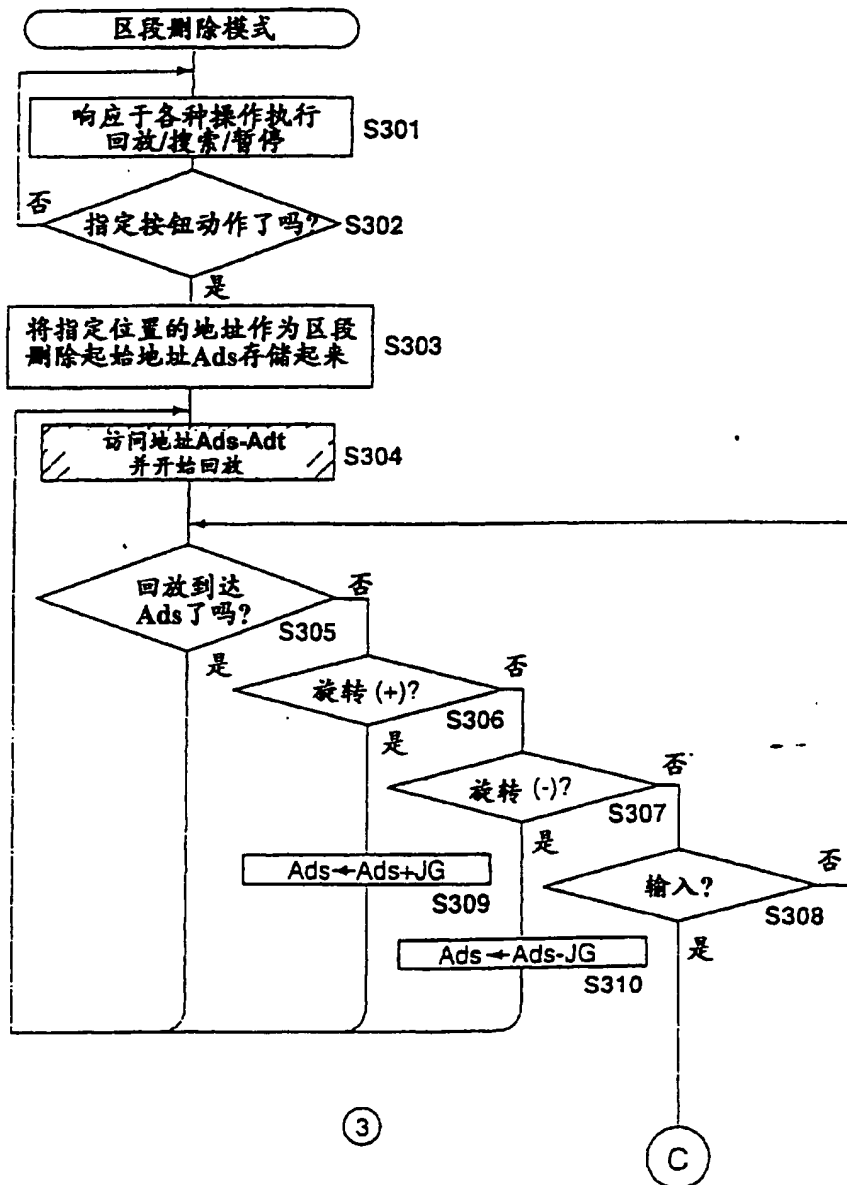 区段删除模式
响应于各种操作执行
回放/搜索/暂停
S301
否
指定按钮动作了吗?
S302
是
将指定位置的地址作为区段
删除起始地址Ads存储起来
S303
访问地址Ads-Adt
并开始回放
S304
回放到达
Ads了吗?
否
S305
是
旋转 (+)?
否
S306
是
旋转 (-)?
否
S307
是
Ads←Ads+JG
S309
输入?
否
S308
是
Ads←Ads-JG
S310
3
C